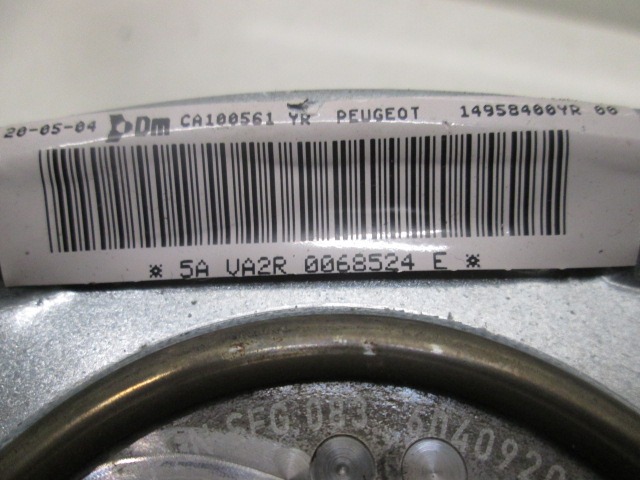 20-05-04 Dm CA100561 YR PEUGEOT 14958400YR 00
* 5A VA2R 0068524 E *